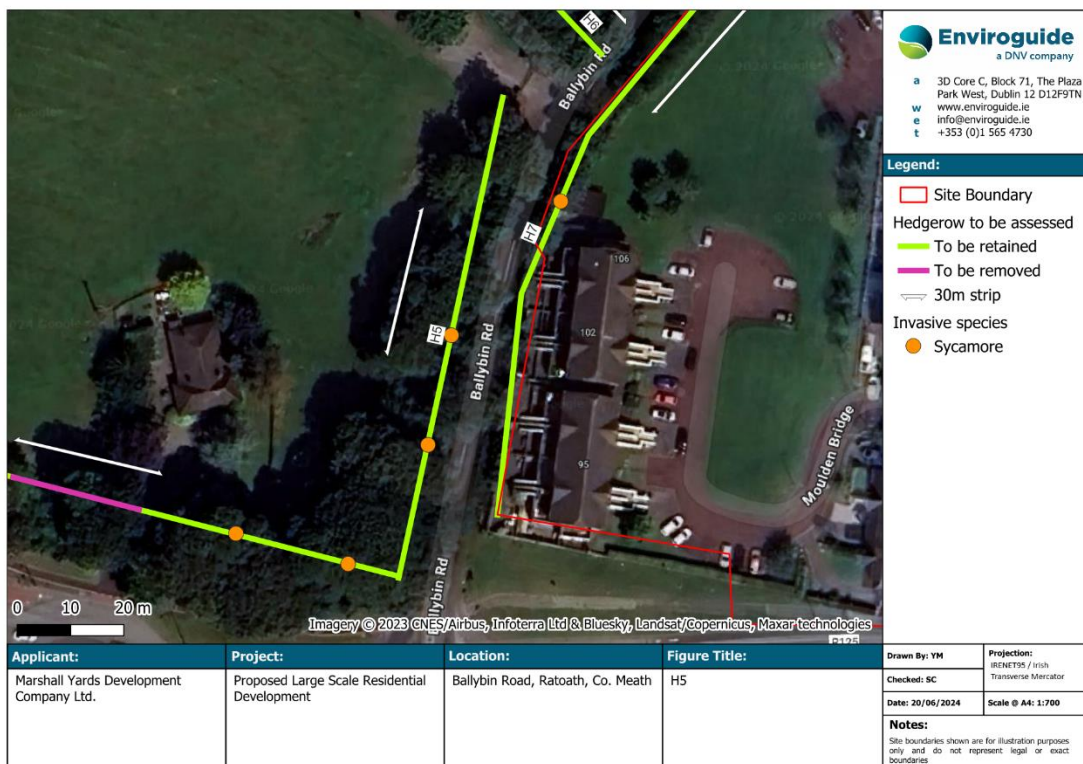 H6
Ballybin Rd
H7
106
H5
102
Ballybin Rd
95
Moulden Bridge
Ballybin Rd
0 10 20 m
Imagery © 2023 CNES/Airbus, Infoterra Ltd & Bluesky, Landsat/Copernicus, Maxar technologies
R125
Enviroguide
a DNV company
a 3D Core C, Block 71, The Plaza
Park West, Dublin 12 D12F9TN
w www.enviroguide.ie
e info@enviroguide.ie
t +353 (0)1 565 4730
Legend:
Site Boundary
Hedgerow to be assessed
To be retained
To be removed
30m strip
Invasive species
Sycamore
Applicant:
Marshall Yards Development
Company Ltd.
Project:
Proposed Large Scale Residential
Development
Location:
Ballybin Road, Ratoath, Co. Meath
Figure Title:
H5
Drawn By: YM
Checked: SC
Date: 20/06/2024
Projection:
IRENET95 / Irish
Transverse Mercator
Scale @ A4: 1:700
Notes:
Site boundaries shown are for illustration purposes
only and do not represent legal or exact
boundaries